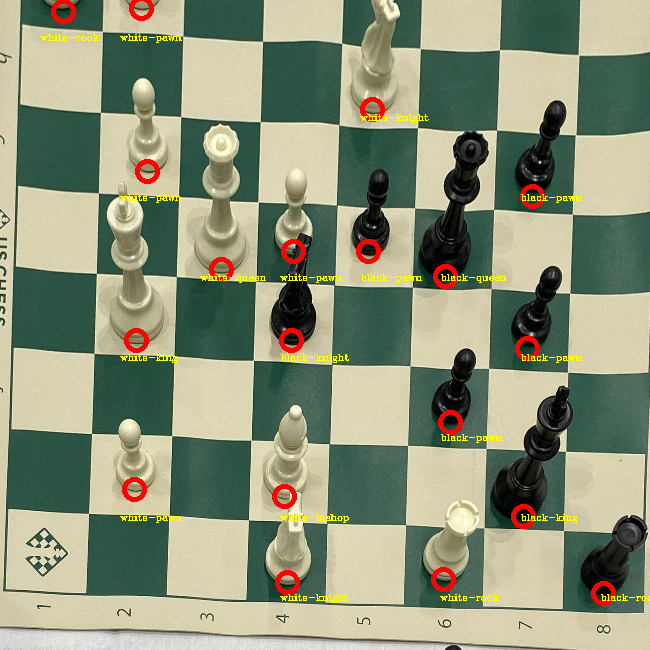 white-rook
white-pawn
white-knight
white-pawn
black-pawn
white-queen
white-pawn
black-pawn
black-queen
white-king
black-knight
black-pawn
black-pawn
white-pawn
white-bishop
black-king
white-knight
white-rook
black-roo
US CHESS
1 2 3 4 5 6 7 8